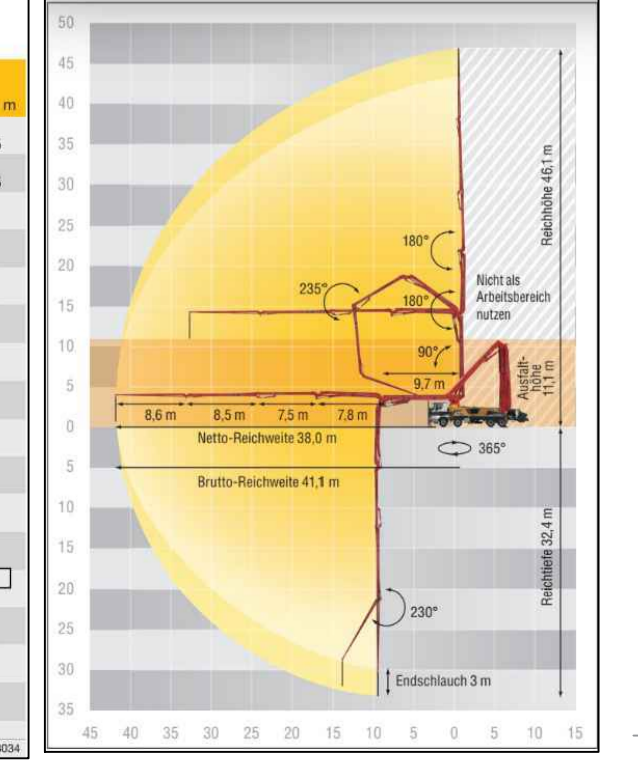 m
50
45
40
35
30
25
20
15
10
5
0
5
10
15
20
25
30
35
45 40 35 30 25 20 15 10 5 0 5 10 15
Reichhöhe 46,1 m
180°
Nicht als
Arbeitsbereich
nutzen
235°
180°
90°
9,7 m
Ausfalt-
höhe
11,1 m
8,6 m 8,5 m 7,5 m 7,8 m
Netto-Reichweite 38,0 m
365°
Brutto-Reichweite 41,1 m
Reichtiefe 32,4 m
230°
Endschlauch 3 m